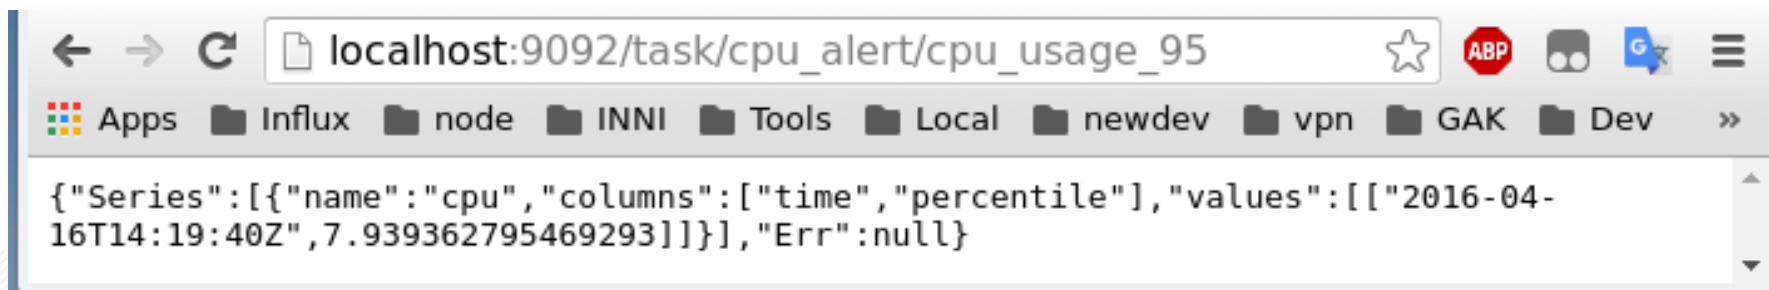 localhost:9092/task/cpu_alert/cpu_usage_95
ABP
G
Apps Influx node INNI Tools Local newdev vpn GAK Dev »
{"Series":[{"name":"cpu","columns":["time","percentile"],"values":[["2016-04-
16T14:19:40Z",7.939362795469293]]}],"Err":null}